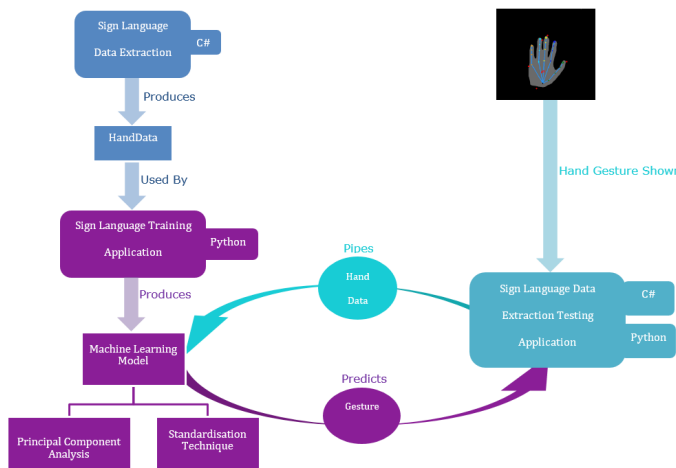 Sign Language
Data Extraction
C#
Produces
HandData
Used By
Sign Language Training
Application
Python
Produces
Machine Learning
Model
Principal Component
Analysis
Standardisation
Technique
Pipes
Hand
Data
Predicts
Gesture
Hand Gesture Shown
Sign Language Data
Extraction Testing
Application
C#
Python